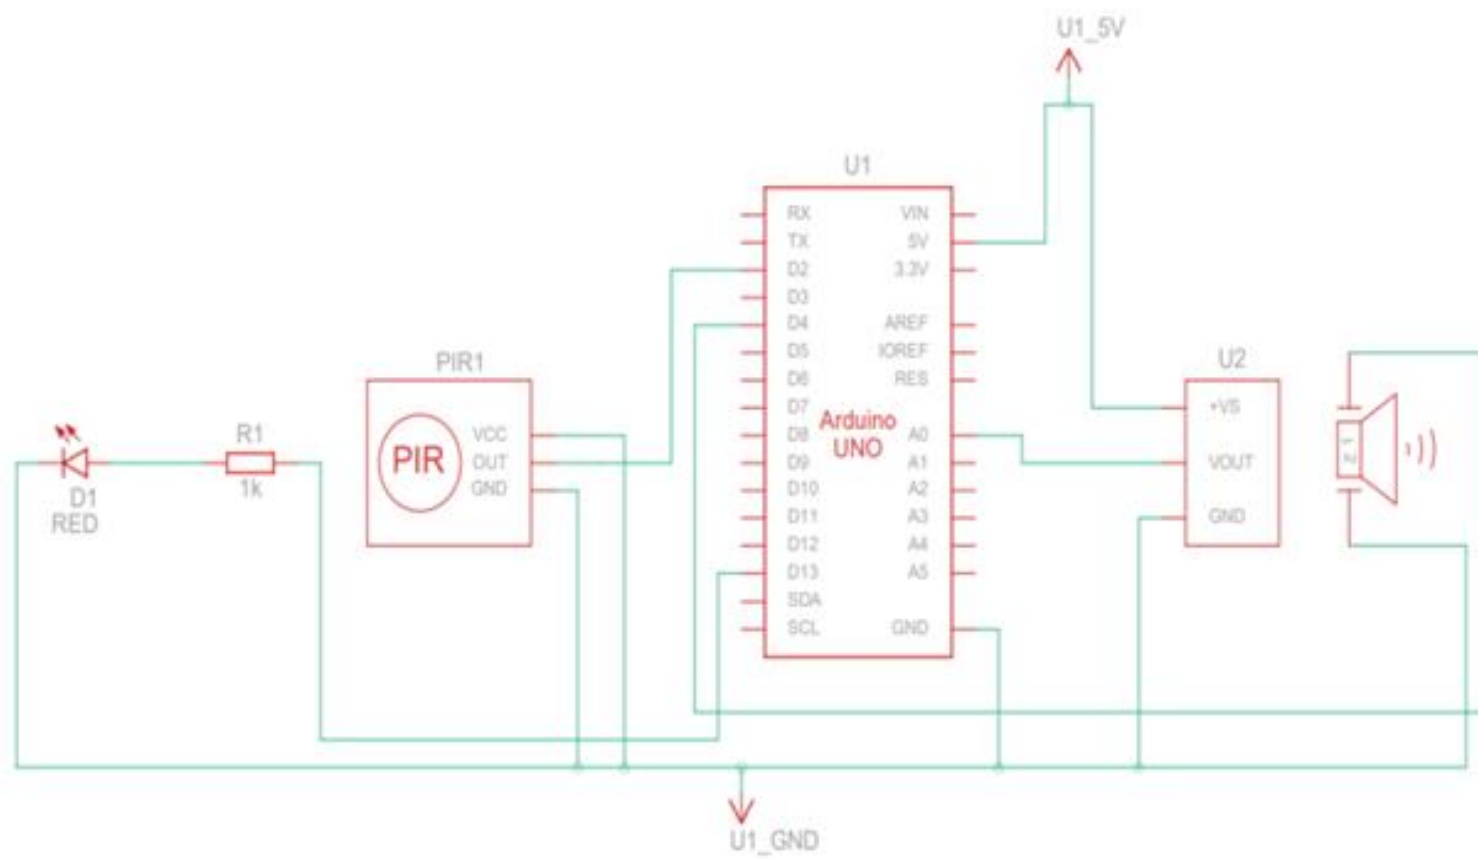 U1_5V
U1
RX
TX
D2
D3
D4
D5
D6
D7
D8
D9
D10
D11
D12
D13
SDA
SCL
VIN
5V
3.3V
AREF
IOREF
RES
A0
A1
A2
A3
A4
A5
GND
Arduino
UNO
PIR1
PIR
VCC
OUT
GND
R1
1k
D1
RED
U2
+VS
VOUT
GND
1
2
U1_GND